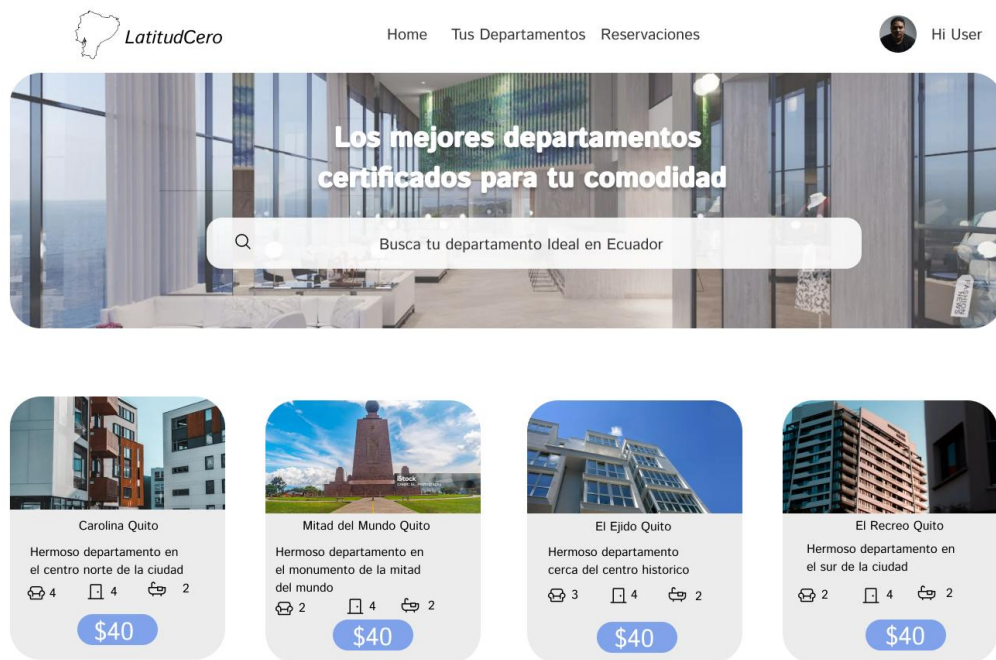 LatitudCero
Home Tus Departamentos Reservaciones
Hi User
Los mejores departamentos
certificados para tu comodidad
Busca tu departamento Ideal en Ecuador
FASHION
NEWS
iStock
Carolina Quito
Hermoso departamento en
el centro norte de la ciudad
4 4 2
$40
Mitad del Mundo Quito
Hermoso departamento en
el monumento de la mitad
del mundo
2 4 2
$40
El Ejido Quito
Hermoso departamento
cerca del centro historico
3 4 2
$40
El Recreo Quito
Hermoso departamento en
el sur de la ciudad
2 4 2
$40